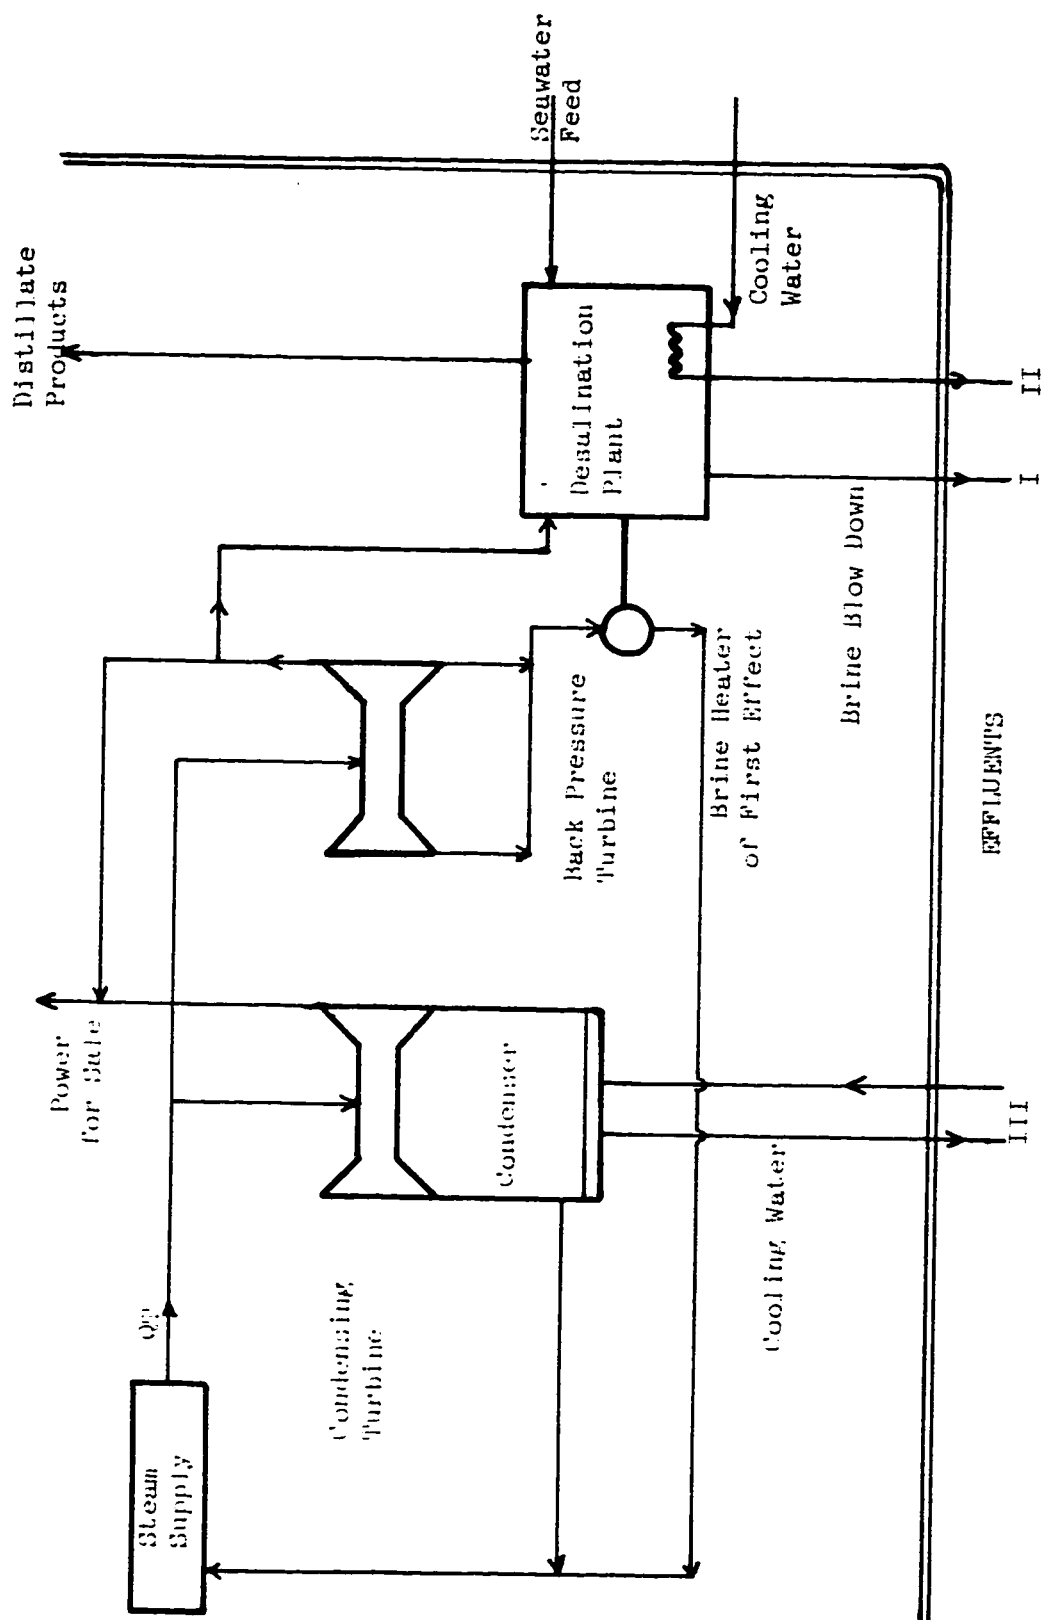 Distillate
Products
Seawater
Feed
Desalination
Plant
Cooling
Water
II
I
Brine Blow Down
Back Pressure
Turbine
Brine Heater
of First Effect
EFFLUENTS
Power
for Sale
Condenser
III
Cooling Water
Condensing
Turbine
Steam
Supply